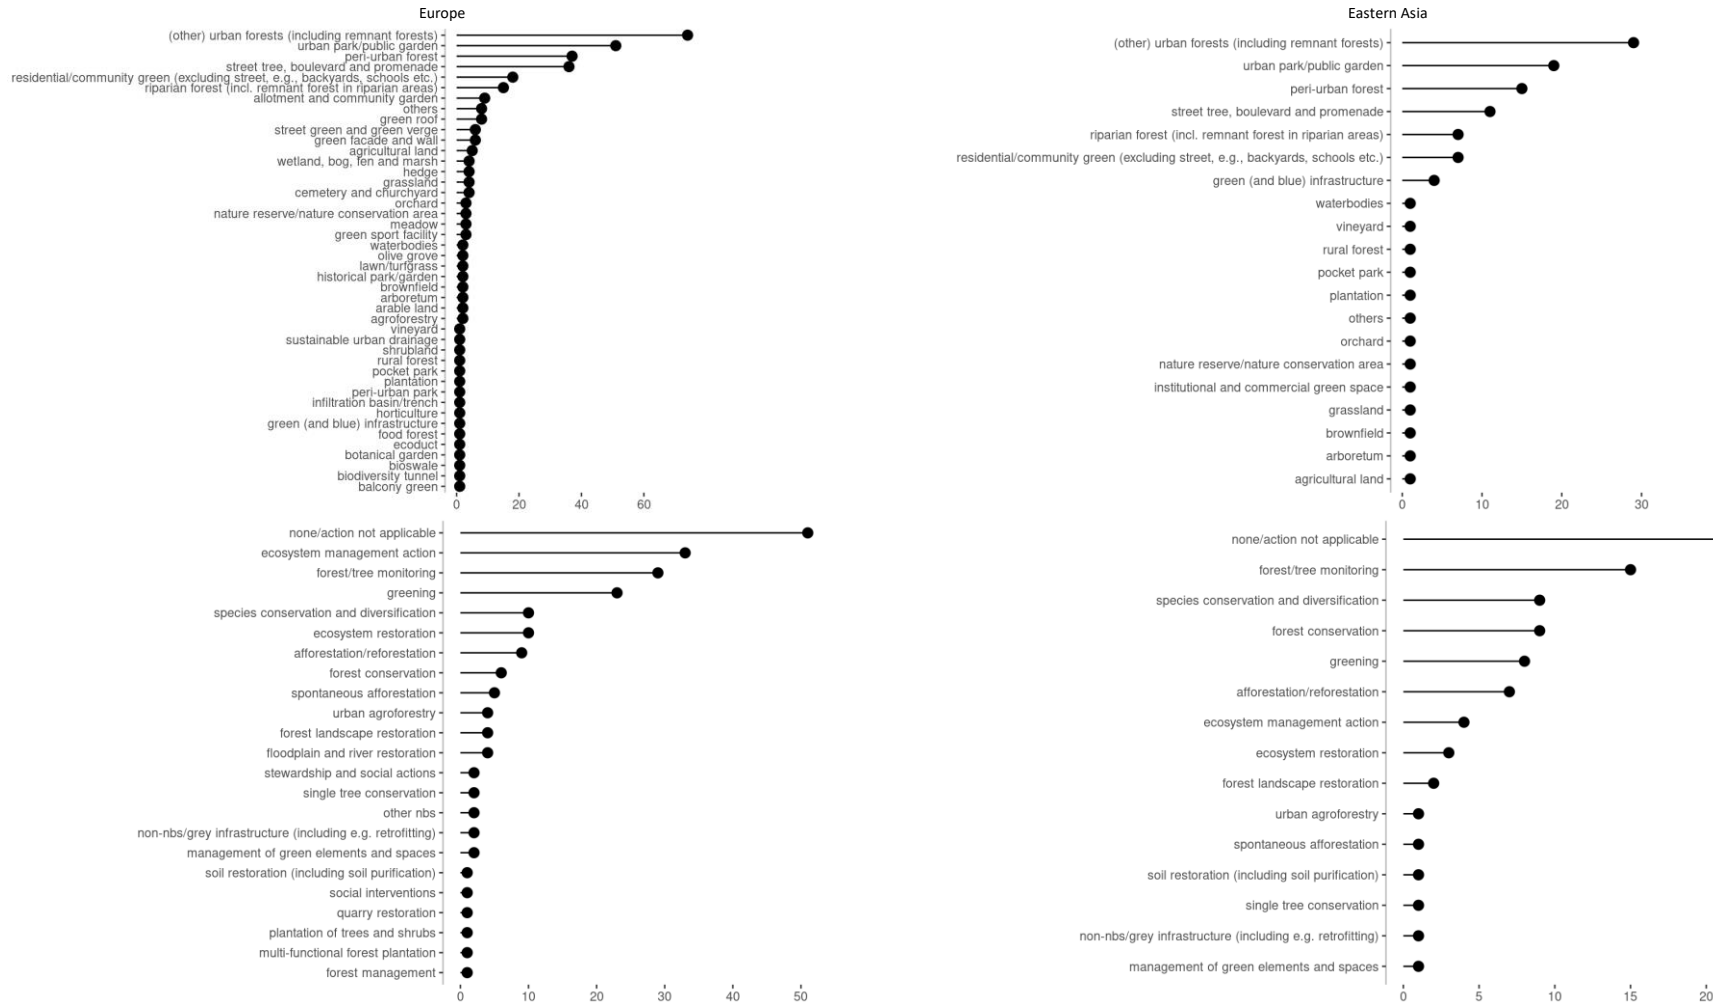 Europe
(other) urban forests (including remnant forests)
urban park/public garden
peri-urban forest
street tree, boulevard and promenade
residential/community green (excluding street, e.g., backyards, schools etc.)
riparian forest (incl. remnant forest in riparian areas)
allotment and community garden
others
green roof
street green and green verge
green facade and wall
agricultural land
wetland, bog, fen and marsh
hedge
grassland
cemetery and churchyard
orchard
nature reserve/nature conservation area
meadow
green sport facility
waterbodies
olive grove
lawn/turfgrass
historical park/garden
brownfield
arboretum
arable land
agroforestry
vineyard
sustainable urban drainage
shrubland
rural forest
pocket park
plantation
peri-urban park
infiltration basin/trench
horticulture
green (and blue) infrastructure
food forest
ecoduct
botanical garden
bioswale
biodiversity tunnel
balcony green
0 20 40 60
Eastern Asia
(other) urban forests (including remnant forests)
urban park/public garden
peri-urban forest
street tree, boulevard and promenade
riparian forest (incl. remnant forest in riparian areas)
residential/community green (excluding street, e.g., backyards, schools etc.)
green (and blue) infrastructure
waterbodies
vineyard
rural forest
pocket park
plantation
others
orchard
nature reserve/nature conservation area
institutional and commercial green space
grassland
brownfield
arboretum
agricultural land
0 10 20 30
none/action not applicable
ecosystem management action
forest/tree monitoring
greening
species conservation and diversification
ecosystem restoration
afforestation/reforestation
forest conservation
spontaneous afforestation
urban agroforestry
forest landscape restoration
floodplain and river restoration
stewardship and social actions
single tree conservation
other nbs
non-nbs/grey infrastructure (including e.g. retrofitting)
management of green elements and spaces
soil restoration (including soil purification)
social interventions
quarry restoration
plantation of trees and shrubs
multi-functional forest plantation
forest management
0 10 20 30 40 50
none/action not applicable
forest/tree monitoring
species conservation and diversification
forest conservation
greening
afforestation/reforestation
ecosystem management action
ecosystem restoration
forest landscape restoration
urban agroforestry
spontaneous afforestation
soil restoration (including soil purification)
single tree conservation
non-nbs/grey infrastructure (including e.g. retrofitting)
management of green elements and spaces
0 5 10 15 20